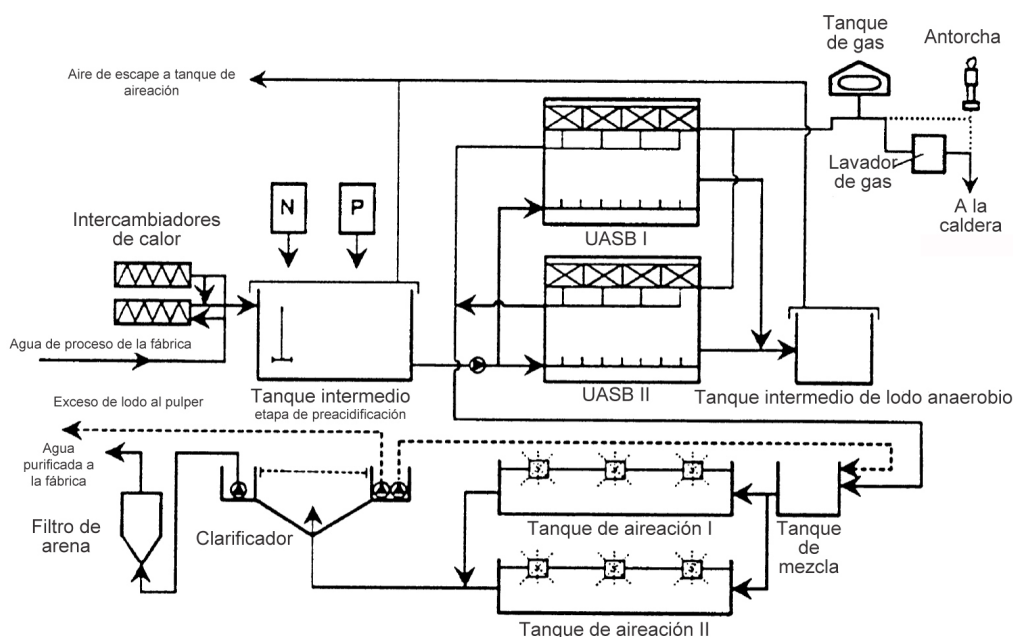 Tanque
de gas
Antorcha
Aire de escape a tanque de
aireación
Lavador
de gas
A la
caldera
N
P
Intercambiadores
de calor
UASB I
Agua de proceso de la fábrica
UASB II
Tanque intermedio
etapa de preacidificación
Tanque intermedio de lodo anaerobio
Exceso de lodo al pulper
Agua
purificada a
la fábrica
Filtro de
arena
Clarificador
Tanque de aireación I
Tanque
de
mezcla
Tanque de aireación II